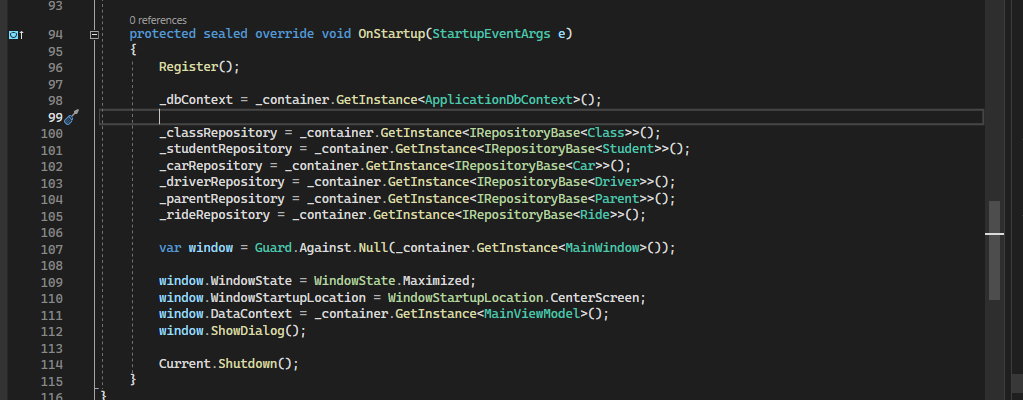 93
0 references
94 protected sealed override void OnStartup(StartupEventArgs e)
95 {
96 Register();
97
98 _dbContext = _container.GetInstance<ApplicationDbContext>();
99
100 _classRepository = _container.GetInstance<IRepositoryBase<Class>>();
101 _studentRepository = _container.GetInstance<IRepositoryBase<Student>>();
102 _carRepository = _container.GetInstance<IRepositoryBase<Car>>();
103 _driverRepository = _container.GetInstance<IRepositoryBase<Driver>>();
104 _parentRepository = _container.GetInstance<IRepositoryBase<Parent>>();
105 _rideRepository = _container.GetInstance<IRepositoryBase<Ride>>();
106
107 var window = Guard.Against.Null(_container.GetInstance<MainWindow>());
108
109 window.WindowState = WindowState.Maximized;
110 window.WindowStartupLocation = WindowStartupLocation.CenterScreen;
111 window.DataContext = _container.GetInstance<MainViewModel>();
112 window.ShowDialog();
113
114 Current.Shutdown();
115 }
116 }